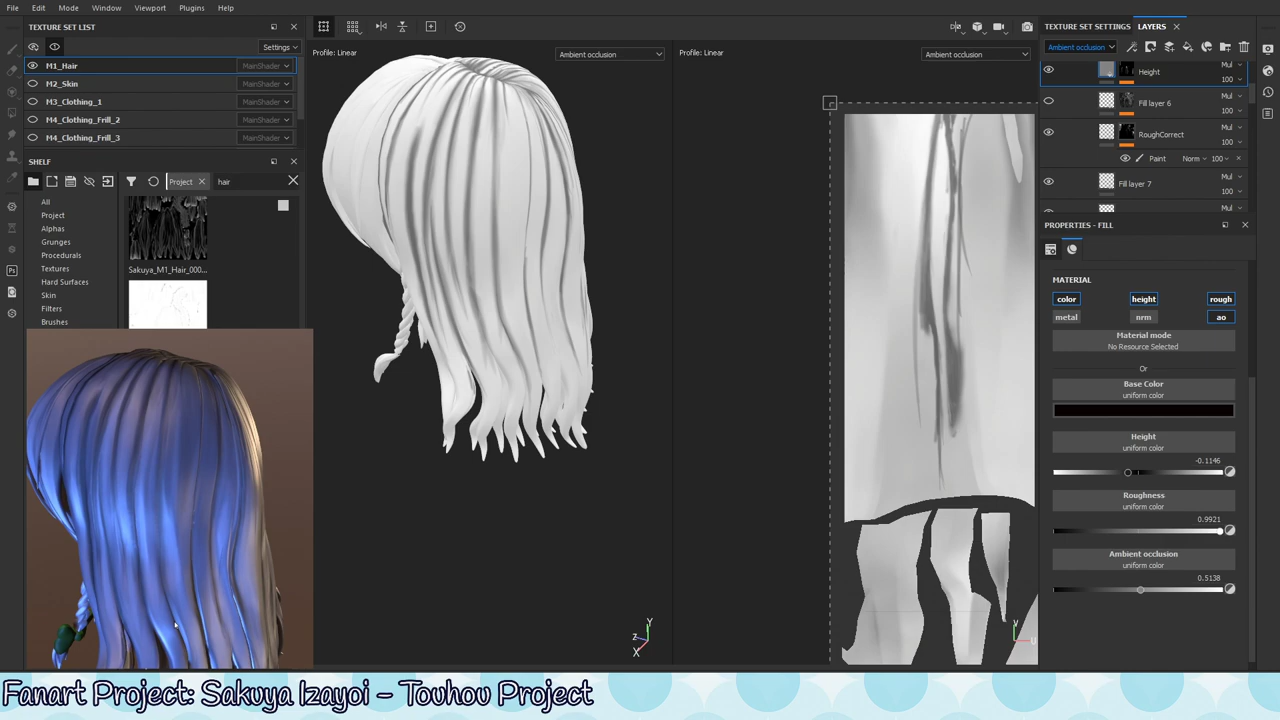 File Edit Mode Window Viewport Plugins Help
TEXTURE SET LIST
Settings
M1_Hair MainShader
M2_Skin MainShader
M3_Clothing_1 MainShader
M4_Clothing_Frill_2 MainShader
M4_Clothing_Frill_3 MainShader
SHELF
Project hair
All
Project
Alphas
Grunges
Procedurals
Textures
Hard Surfaces
Skin
Filters
Brushes
Sakuya_M1_Hair_000...
Ps
Profile: Linear Ambient occlusion
Profile: Linear Ambient occlusion
Y
Z
X
y
TEXTURE SET SETTINGS LAYERS
Ambient occlusion
Height Mul 100
Fill layer 6 Mul 100
RoughCorrect Mul 100
Paint Norm 100
Fill layer 7 Mul 100
PROPERTIES - FILL
MATERIAL
color height rough
metal nrm ao
Material mode
No Resource Selected
Or
Base Color
uniform color
Height
uniform color
-0.1146
Roughness
uniform color
0.9921
Ambient occlusion
uniform color
0.5138
Fanart Project: Sakuya Izayoi - Touhou Project